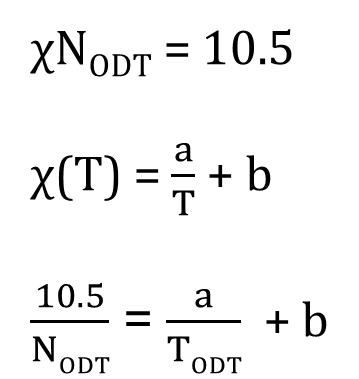 χN_ODT = 10.5
χ(T) = a/T + b
10.5/N_ODT = a/T_ODT + b